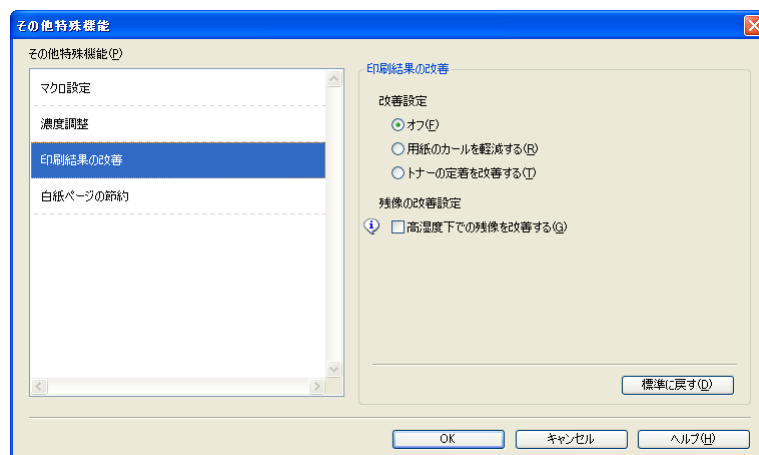 その他特殊機能
その他特殊機能(P)
マクロ設定
濃度調整
印刷結果の改善
白紙ページの節約
印刷結果の改善
改善設定
オフ(F)
用紙のカールを軽減する(R)
トナーの定着を改善する(T)
残像の改善設定
高湿度下での残像を改善する(G)
標準に戻す(D)
OK キャンセル ヘルプ(H)